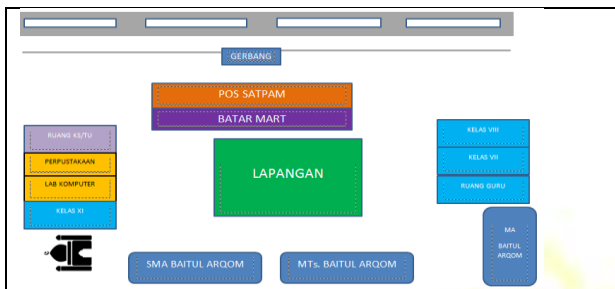 GERBANG
POS SATPAM
BATAR MART
RUANG KS/TU
PERPUSTAKAAN
LAB KOMPUTER
KELAS XI
LAPANGAN
KELAS VIII
KELAS VII
RUANG GURU
MA
BAITUL
ARQOM
SMA BAITUL ARQOM
MTs. BAITUL ARQOM